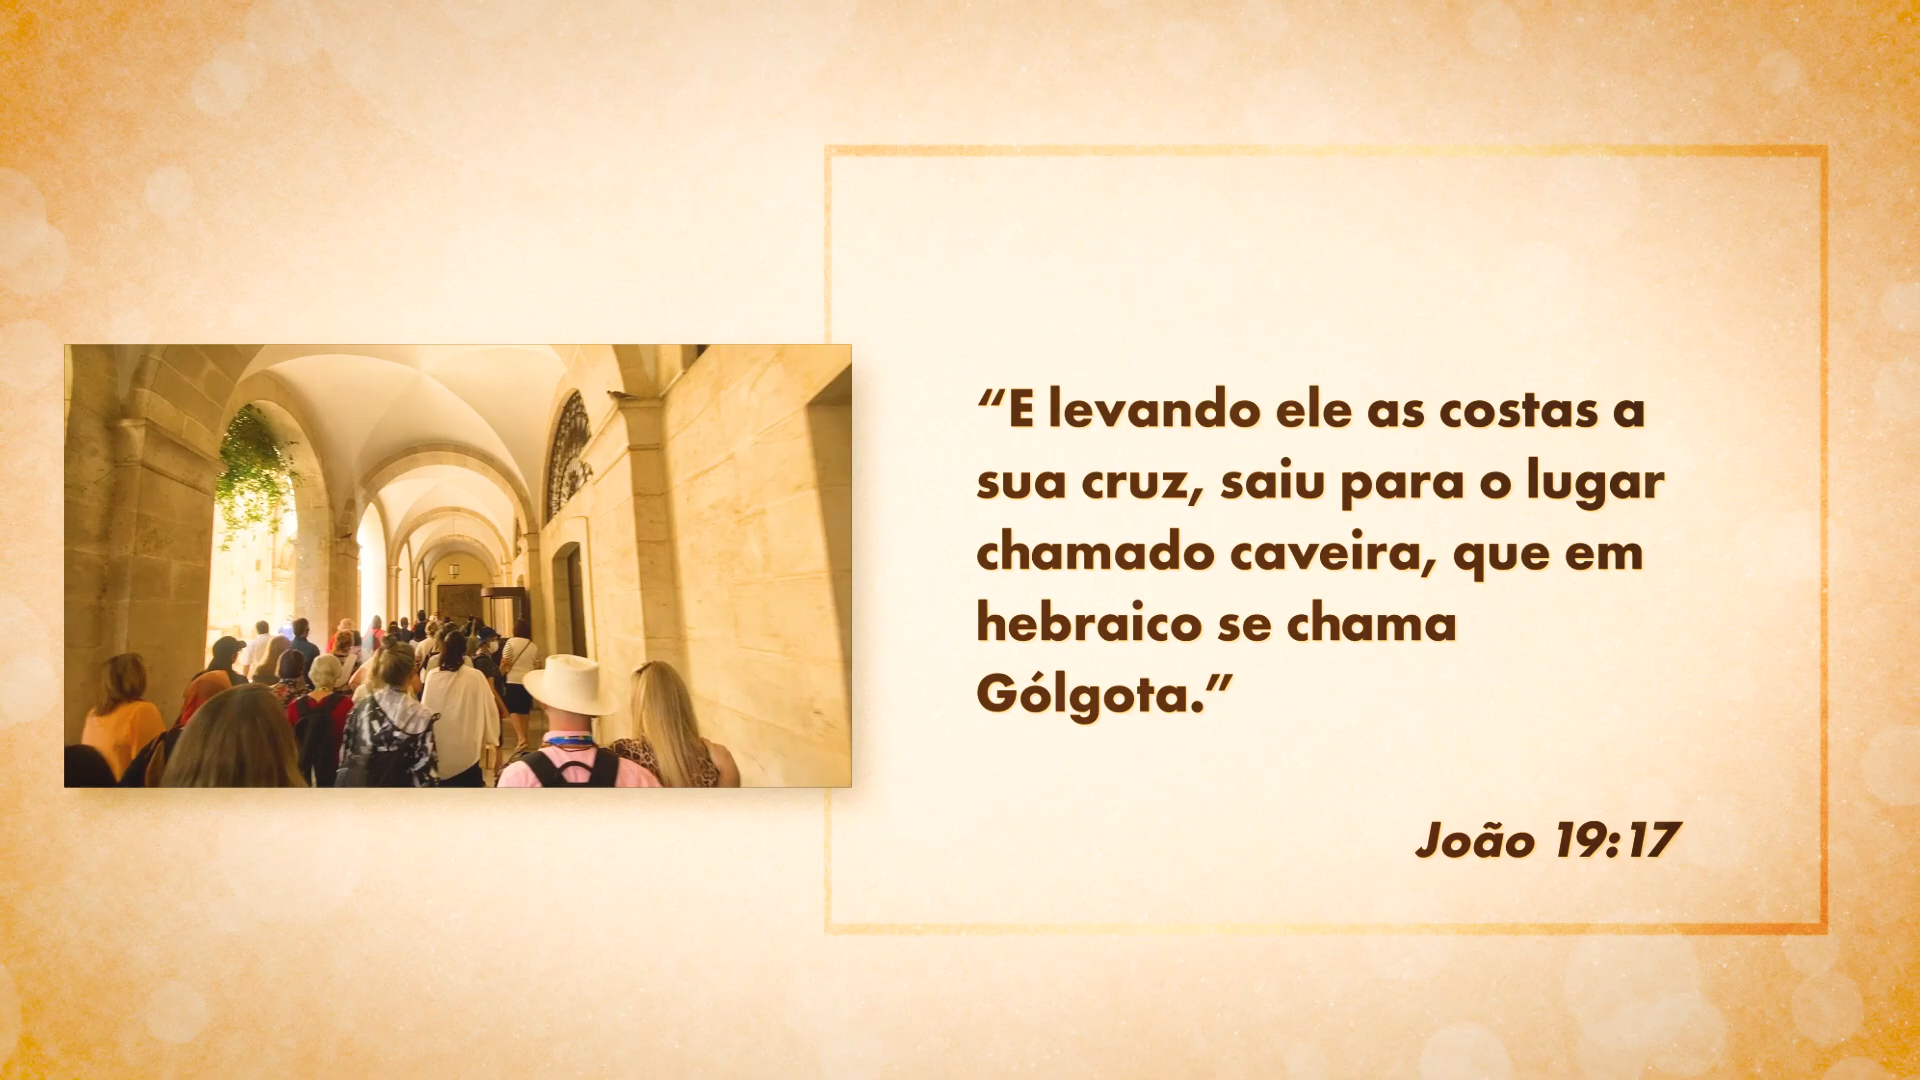 “E levando ele as costas a
sua cruz, saiu para o lugar
chamado caveira, que em
hebraico se chama
Gólgota.”
João 19:17